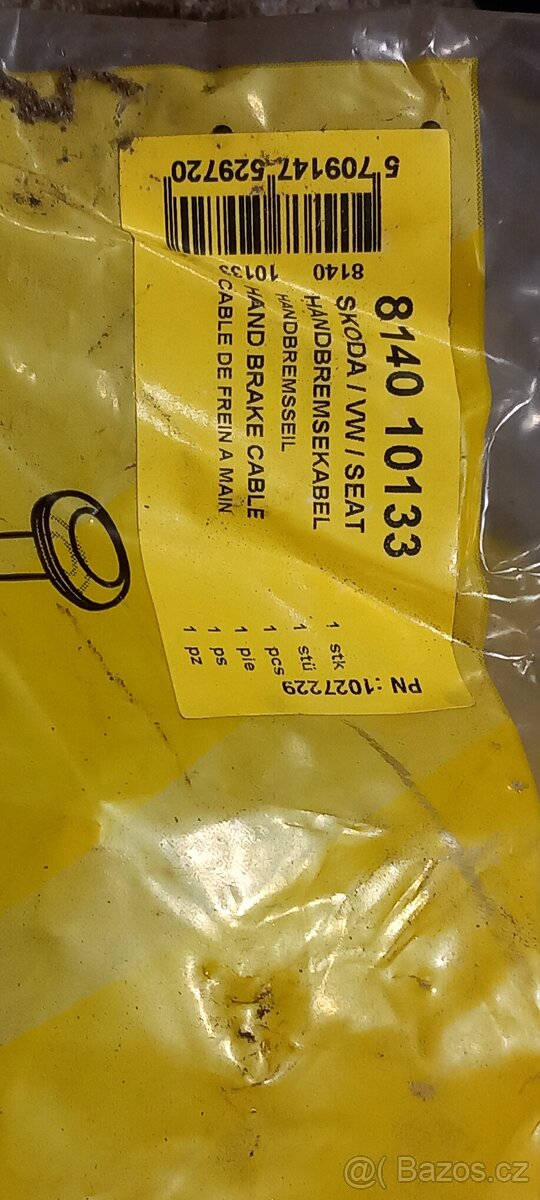 8140 10133
SKODA / VW / SEAT
HANDBREMSEKABEL
HANDBREMSSEIL
HAND BRAKE CABLE
CABLE DE FREIN A MAIN
1 stk
1 stü
1 pcs
1 pie
1 ps
1 pz
PN :1027229
8140
5 709147 529720
@( Bazos.cz